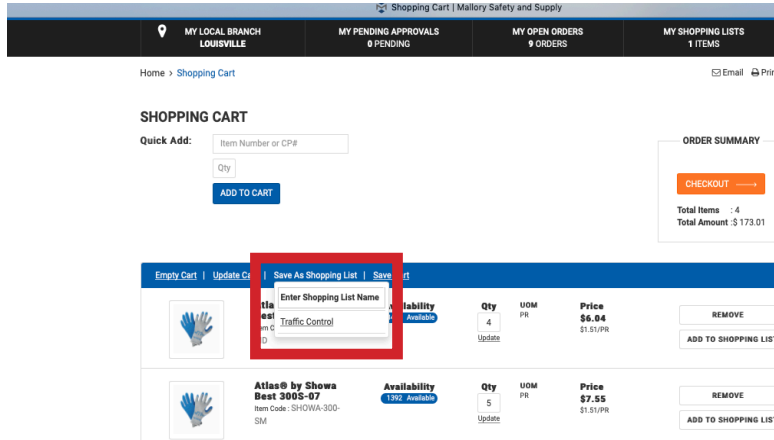 Shopping Cart | Mallory Safety and Supply
MY LOCAL BRANCH
LOUISVILLE
MY PENDING APPROVALS
0 PENDING
MY OPEN ORDERS
9 ORDERS
MY SHOPPING LISTS
1 ITEMS
Home > Shopping Cart
Email Prin
SHOPPING CART
Quick Add:
Item Number or CP#
Qty
ADD TO CART
ORDER SUMMARY
CHECKOUT
Total Items : 4
Total Amount :$ 173.01
Empty Cart | Update Ca | Save As Shopping List | Save rt
Enter Shopping List Name
Traffic Control
Available
Qty
4
Update
UOM
PR
Price
$6.04
$1.51/PR
REMOVE
ADD TO SHOPPING LIST
Atlas® by Showa
Best 300S-07
Item Code : SHOWA-300-
SM
Availability
1392 Available
Qty
5
Update
UOM
PR
Price
$7.55
$1.51/PR
REMOVE
ADD TO SHOPPING LIST